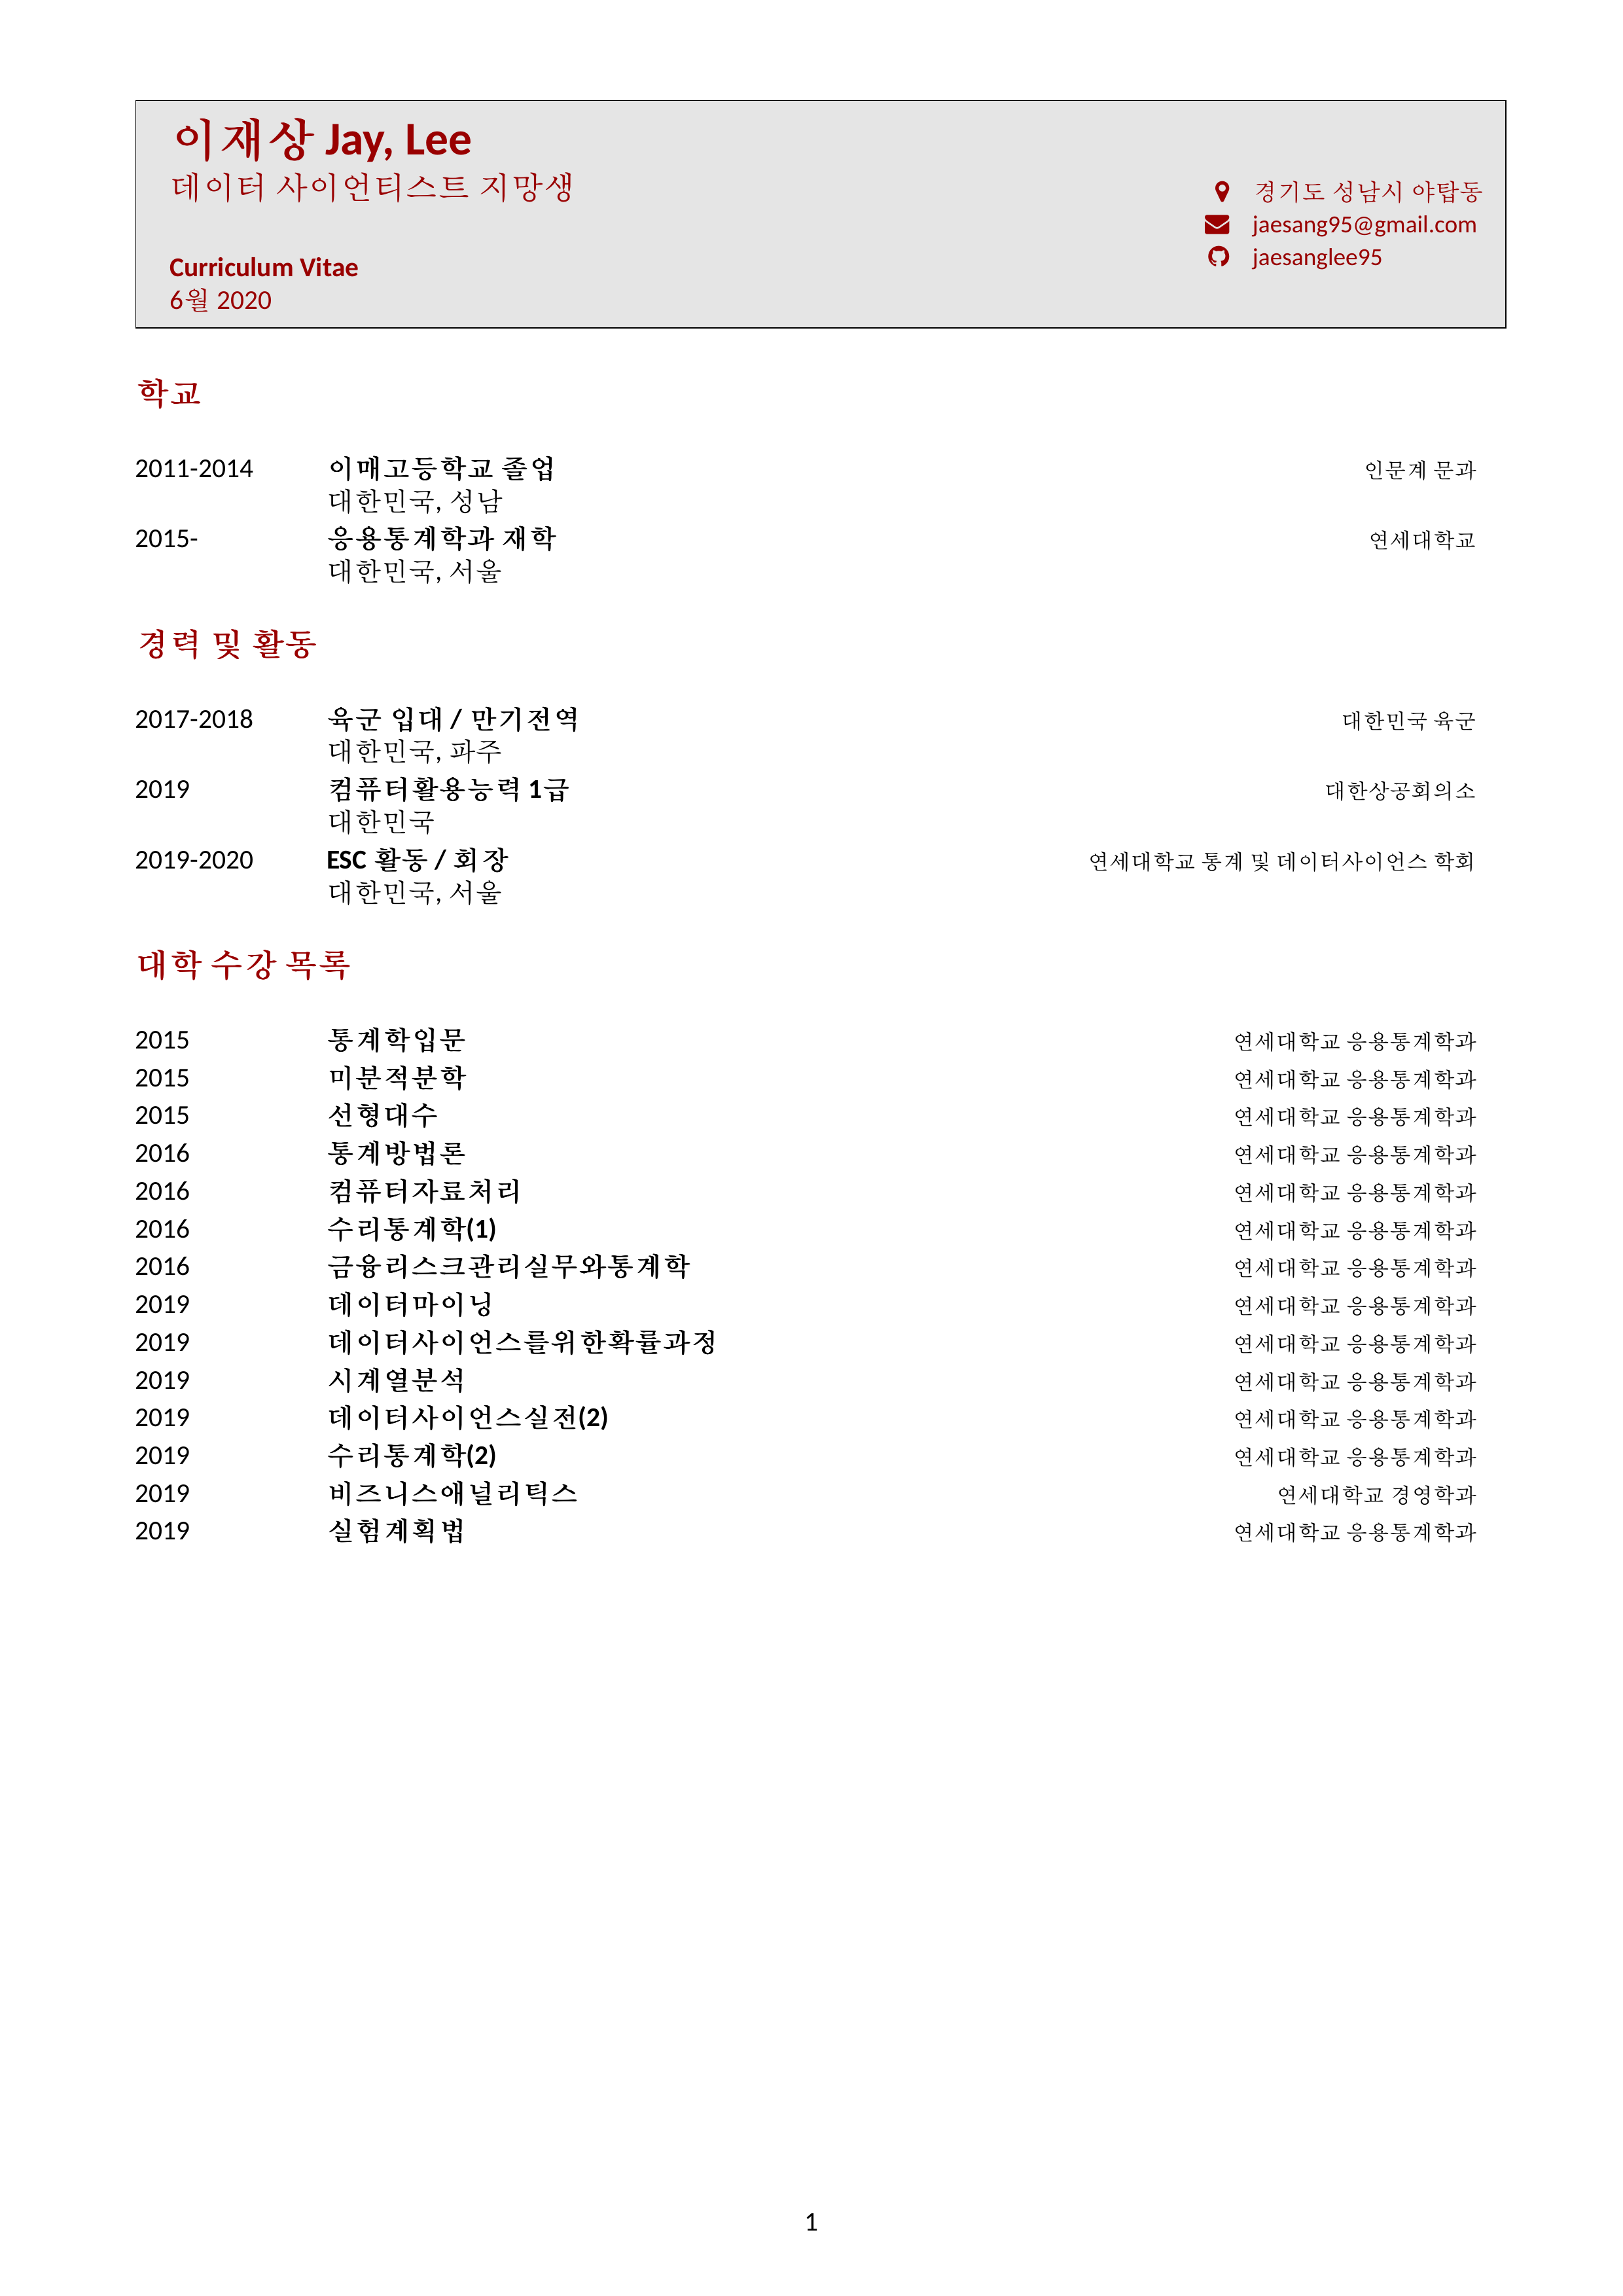 이재상 Jay, Lee
데이터 사이언티스트 지망생
경기도 성남시 야탑동
jaesang95@gmail.com
jaesanglee95
Curriculum Vitae
6월 2020
학교
2011-2014 이매고등학교 졸업 인문계 문과
대한민국, 성남
2015- 응용통계학과 재학 연세대학교
대한민국, 서울
경력 및 활동
2017-2018 육군 입대 / 만기전역 대한민국 육군
대한민국, 파주
2019 컴퓨터활용능력 1급 대한상공회의소
대한민국
2019-2020 ESC 활동 / 회장 연세대학교 통계 및 데이터사이언스 학회
대한민국, 서울
대학 수강 목록
2015 통계학입문 연세대학교 응용통계학과
2015 미분적분학 연세대학교 응용통계학과
2015 선형대수 연세대학교 응용통계학과
2016 통계방법론 연세대학교 응용통계학과
2016 컴퓨터자료처리 연세대학교 응용통계학과
2016 수리통계학(1) 연세대학교 응용통계학과
2016 금융리스크관리실무와통계학 연세대학교 응용통계학과
2019 데이터마이닝 연세대학교 응용통계학과
2019 데이터사이언스를위한확률과정 연세대학교 응용통계학과
2019 시계열분석 연세대학교 응용통계학과
2019 데이터사이언스실전(2) 연세대학교 응용통계학과
2019 수리통계학(2) 연세대학교 응용통계학과
2019 비즈니스애널리틱스 연세대학교 경영학과
2019 실험계획법 연세대학교 응용통계학과
1